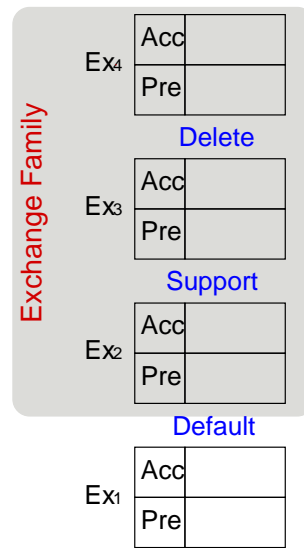 Exchange Family
Ex4
Acc
Pre
Delete
Ex3
Acc
Pre
Support
Ex2
Acc
Pre
Default
Ex1
Acc
Pre